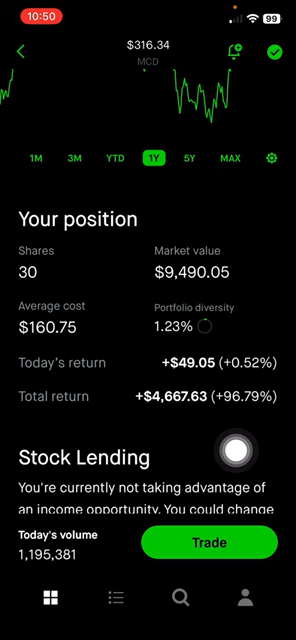 10:50
99
$316.34
MCD
1M 3M YTD 1Y 5Y MAX
Your position
Shares Market value
30 $9,490.05
Average cost Portfolio diversity
$160.75 1.23%
Today's return +$49.05 (+0.52%)
Total return +$4,667.63 (+96.79%)
Stock Lending
You're currently not taking advantage of
an income opportunity. You could change
Today's volume
1,195,381
Trade